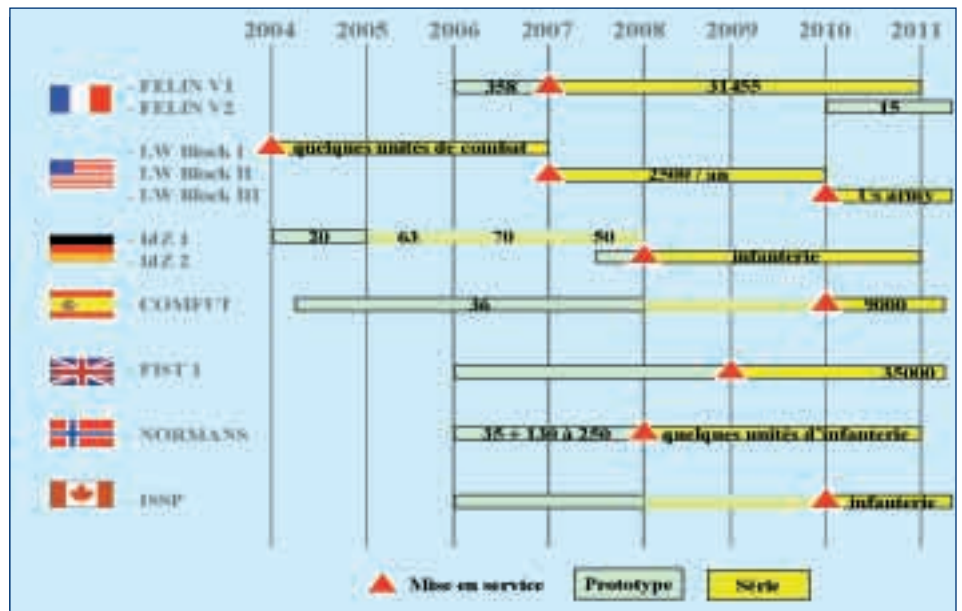 2004 2005 2006 2007 2008 2009 2010 2011
- FELIN V1 358 31455
- FELIN V2 15
- LW Block I quelques unités de combat
- LW Block II 2500 / an
- LW Block III Us army
- IdZ 1 20 63 70 50
- IdZ 2 infanterie
- COMFUT 36 9000
- FIST 1 35000
- NORMANS 35 + 130 à 250 quelques unités d'infanterie
- ISSP infanterie
Mise en service Prototype Série